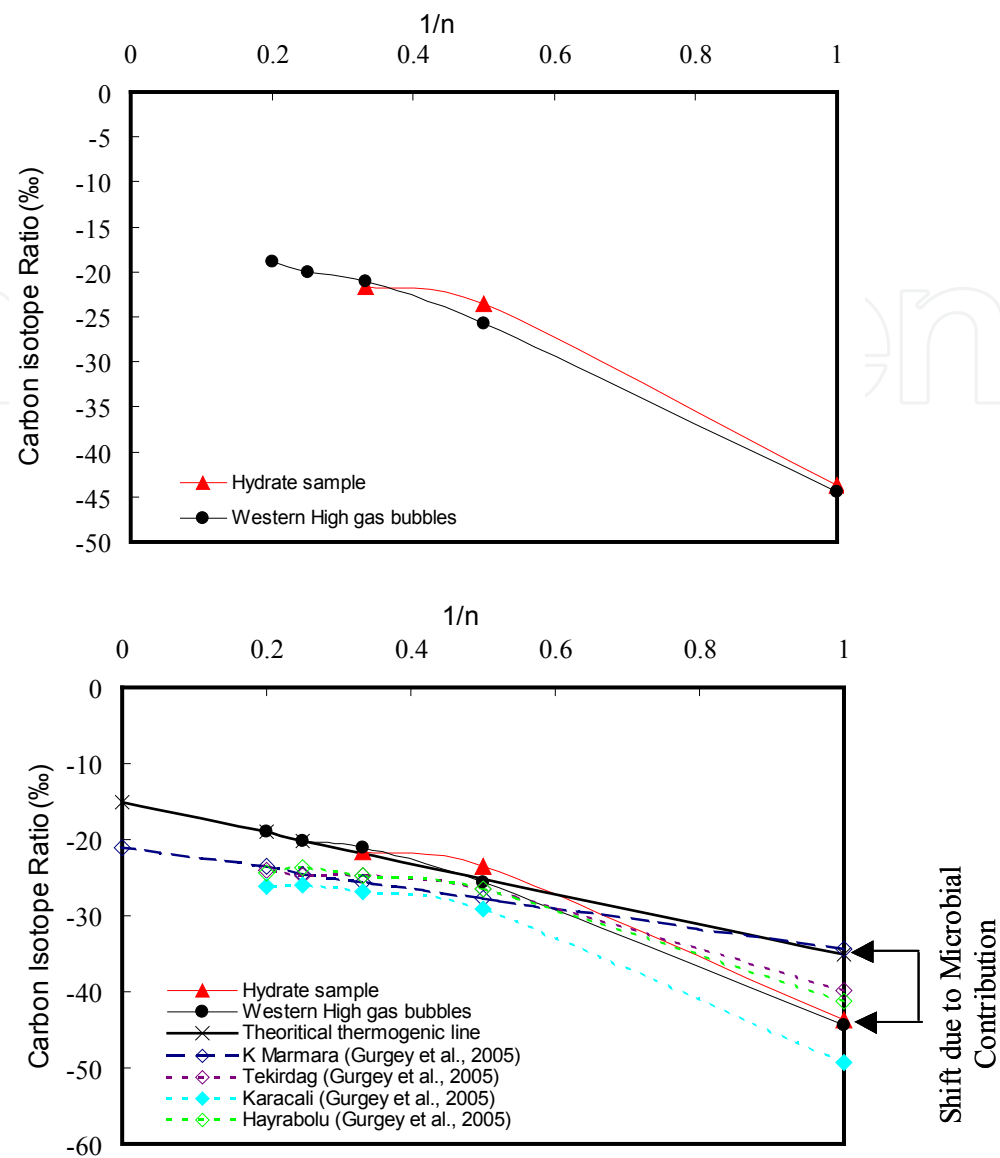 1/n
0 0.2 0.4 0.6 0.8 1
0
-5
-10
-15
-20
-25
-30
-35
-40
-45
-50
Carbon isotope Ratio (‰)
Hydrate sample
Western High gas bubbles
1/n
0 0.2 0.4 0.6 0.8 1
0
-10
-20
-30
-40
-50
-60
Carbon Isotope Ratio (‰)
Hydrate sample
Western High gas bubbles
Theoritical thermogenic line
K Marmara (Gurgey et al., 2005)
Tekirdag (Gurgey et al., 2005)
Karacali (Gurgey et al., 2005)
Hayrabolu (Gurgey et al., 2005)
Shift due to Microbial
Contribution